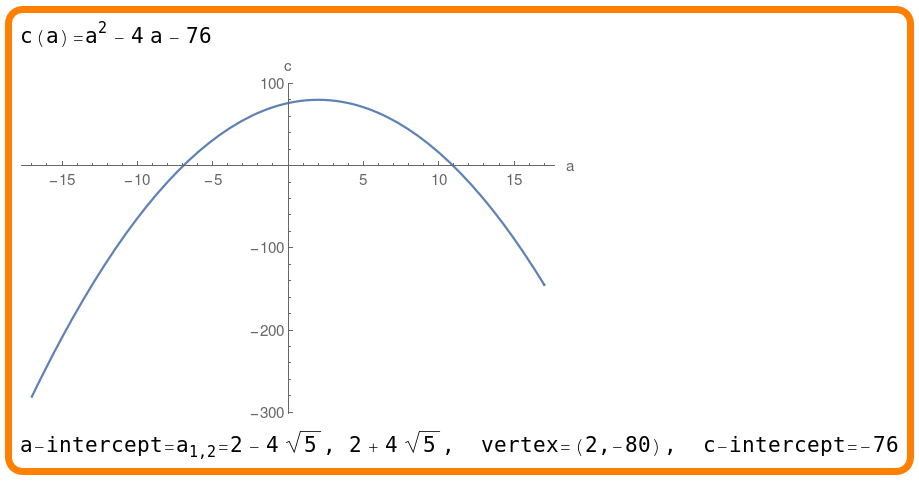 c(a)=a² − 4 a − 76
c
100
−15 −10 −5 5 10 15 a
−100
−200
−300
a−intercept=a₁,₂=2 − 4 √5, 2 + 4 √5, vertex=(2,−80), c−intercept=−76